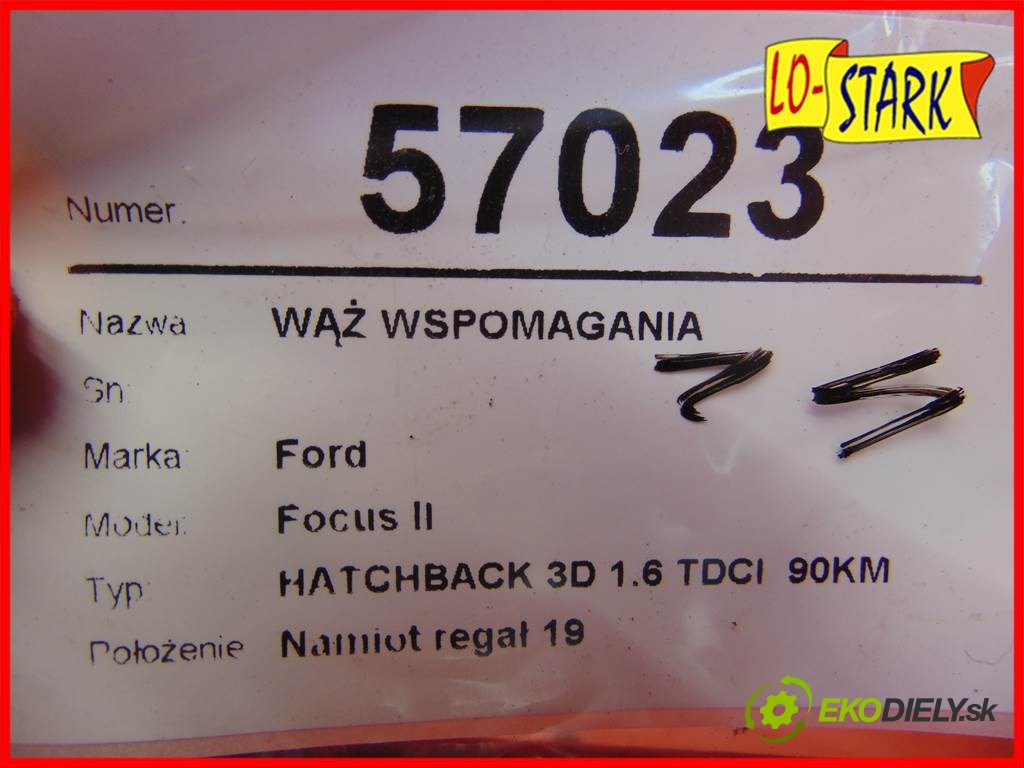 LO-STARK
Numer: 57023
Nazwa WĄŻ WSPOMAGANIA
Sn:
Marka Ford
Model: Focus II
Typ HATCHBACK 3D 1.6 TDCI 90KM
Położenie Namiot regał 19
EKODIELY.sk